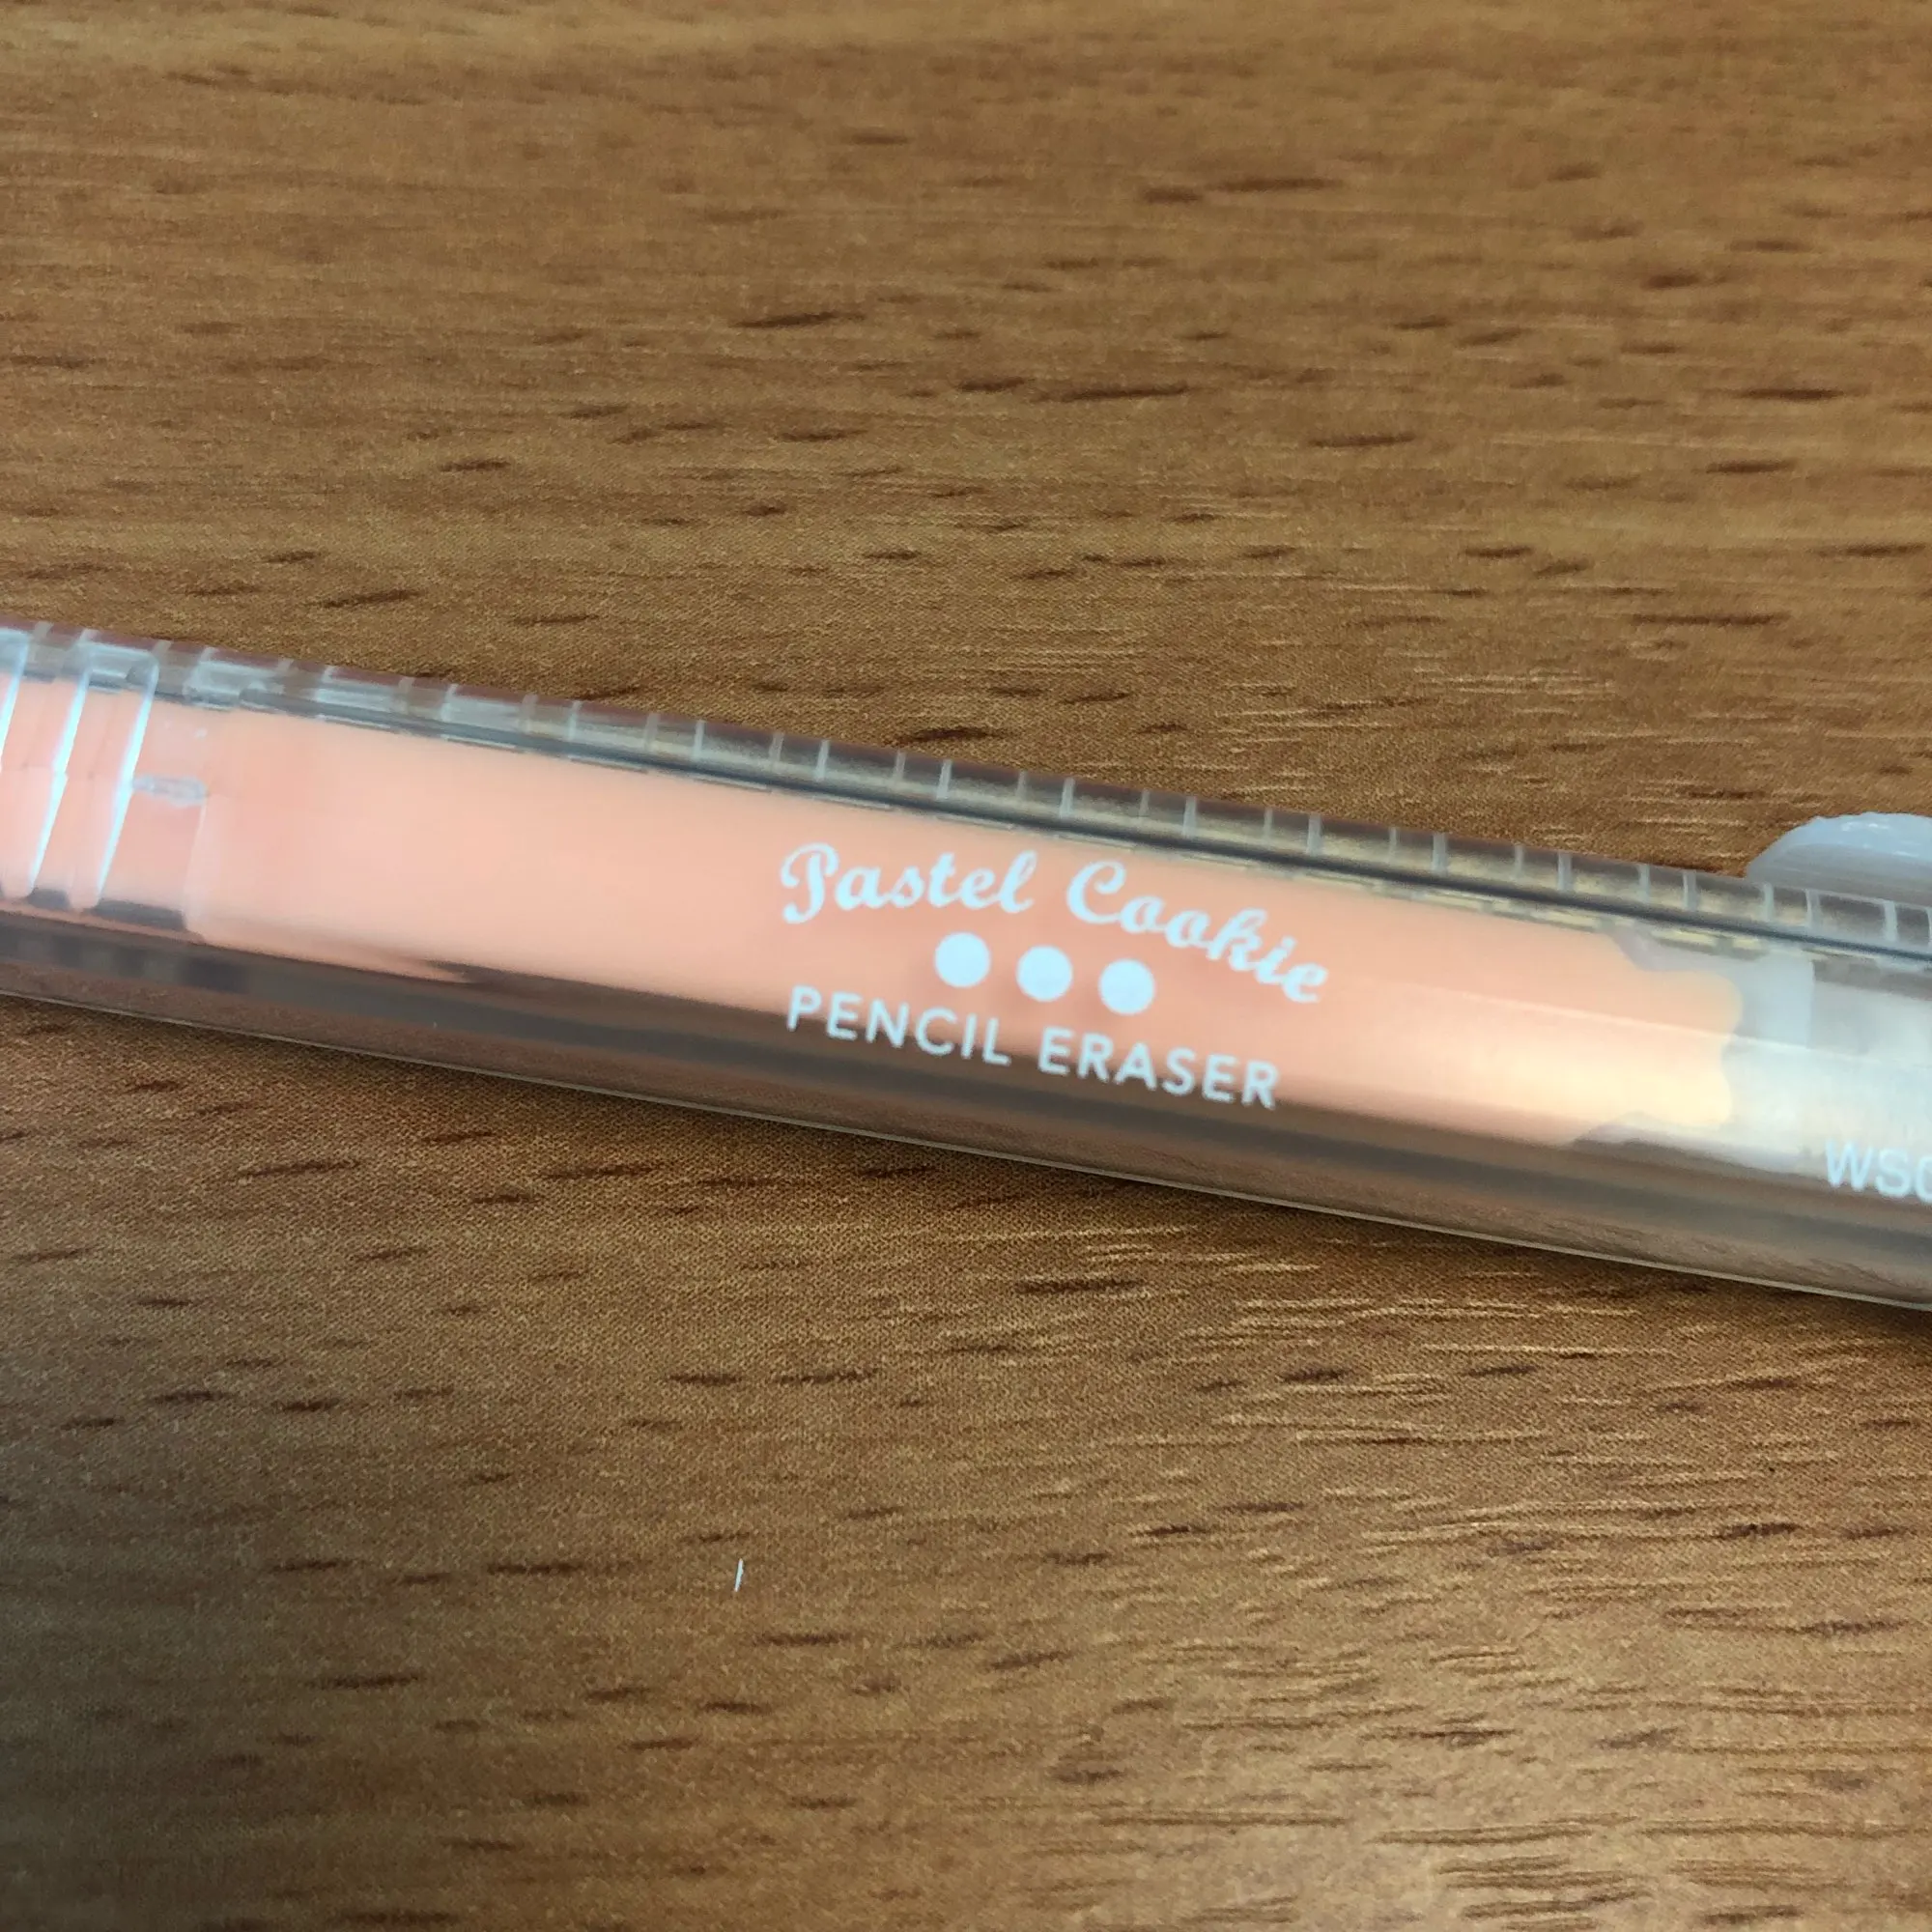 Pastel Cookie
PENCIL ERASER